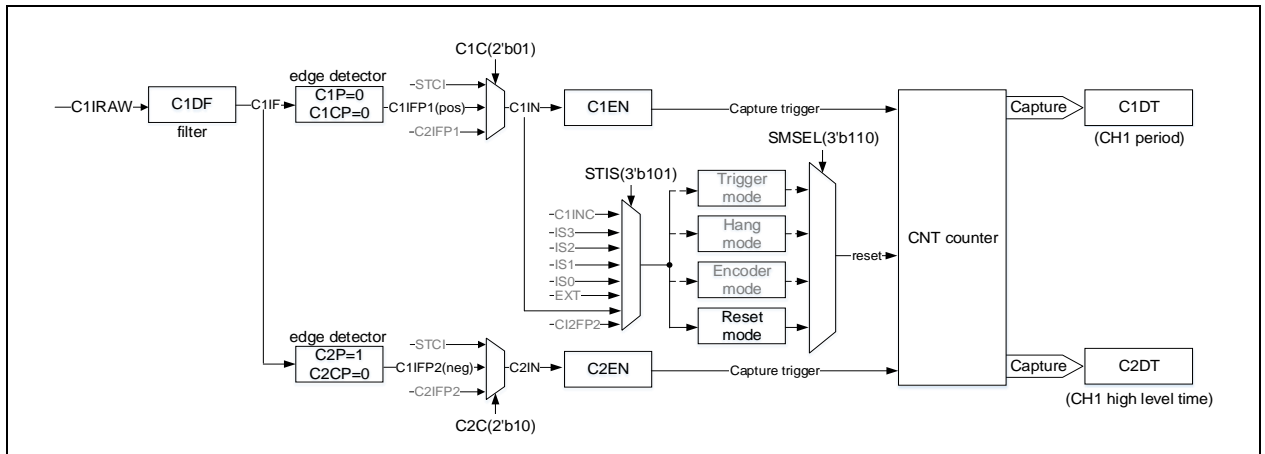 C1C(2'b01)
edge detector
STCI
C1IRAW
C1DF
C1IF
C1P=0
C1CP=0
C1IFP1(pos)
C1IN
C1EN
Capture trigger
Capture
C1DT
filter
C2IFP1
(CH1 period)
SMSEL(3'b110)
STIS(3'b101)
Trigger
mode
C1INC
IS3
Hang
mode
IS2
CNT counter
IS1
reset
IS0
Encoder
mode
EXT
CI2FP2
Reset
mode
edge detector
STCI
C2P=1
C2CP=0
C1IFP2(neg)
C2IN
C2EN
Capture trigger
Capture
C2DT
C2IFP2
(CH1 high level time)
C2C(2'b10)